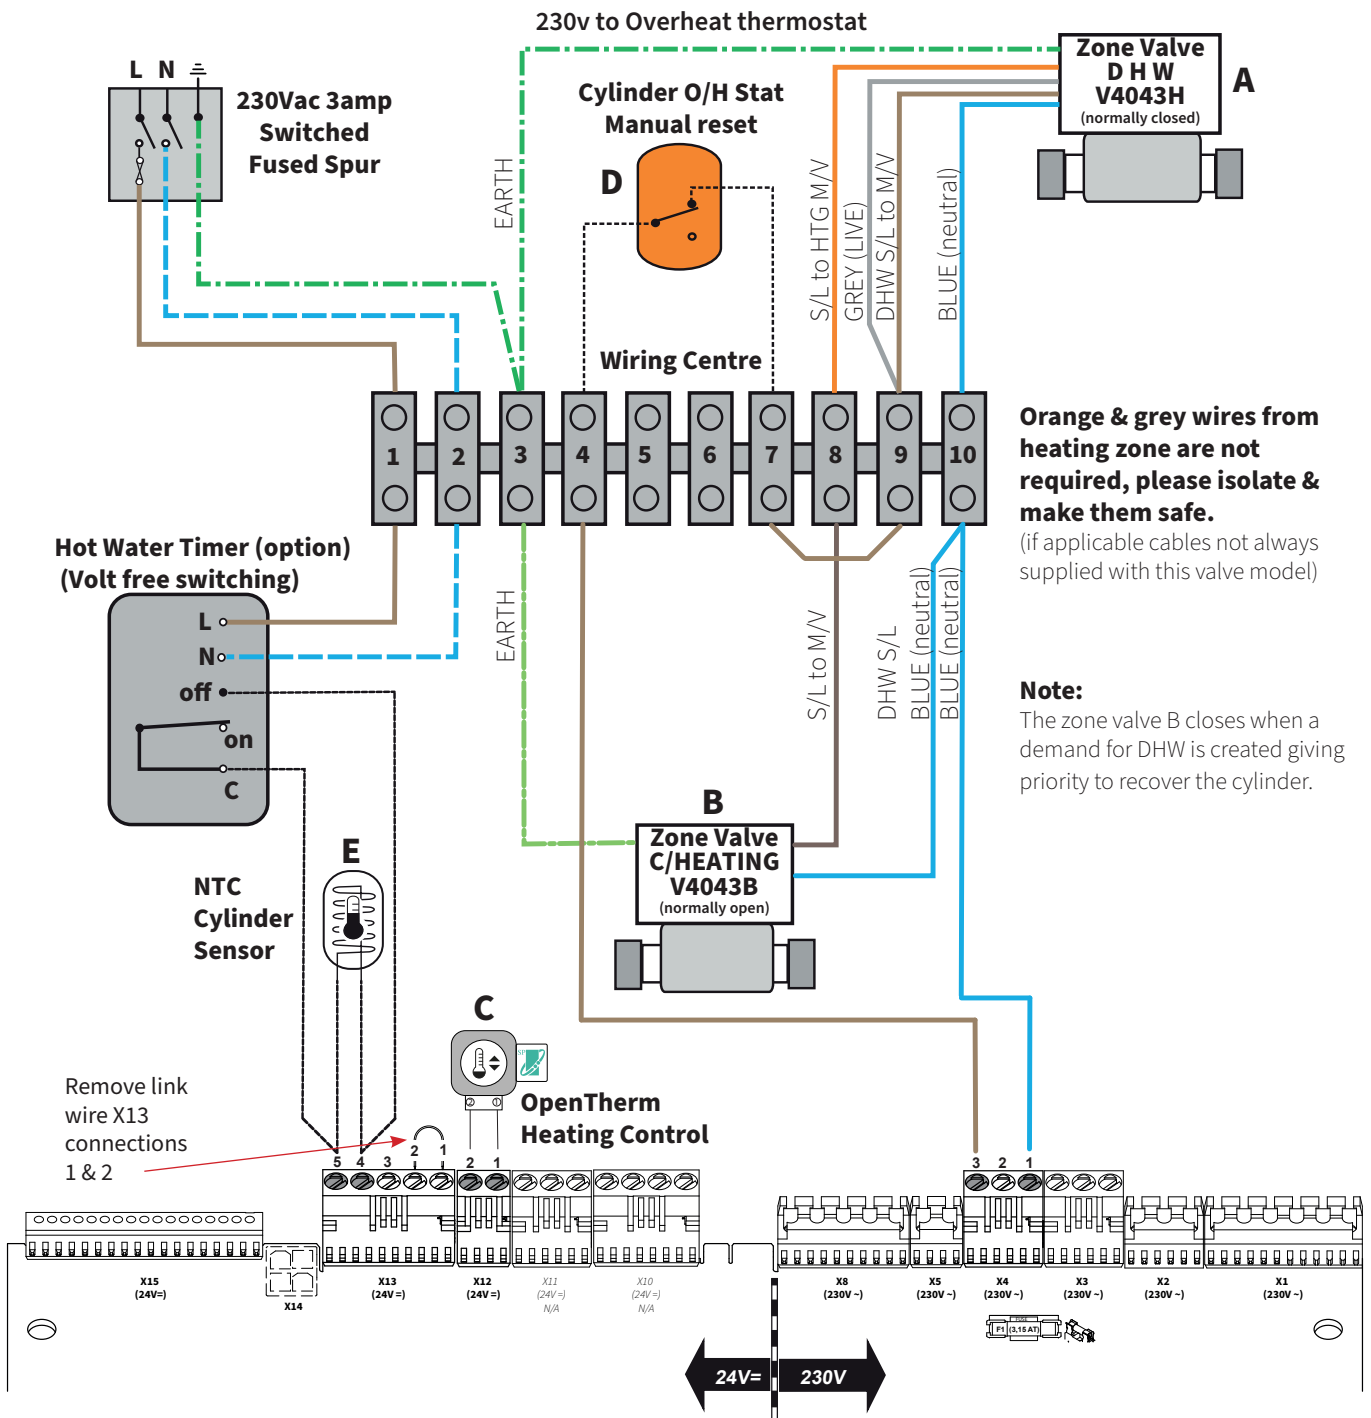 230v to Overheat thermostat
L N
230Vac 3amp
Switched
Fused Spur
Cylinder O/H Stat
Manual reset
D
Zone Valve
D H W
V4043H
(normally closed)
A
EARTH
S/L to HTG M/V
GREY (LIVE)
DHW S/L to M/V
BLUE (neutral)
Wiring Centre
1 2 3 4 5 6 7 8 9 10
Orange & grey wires from
heating zone are not
required, please isolate &
make them safe.
(if applicable cables not always
supplied with this valve model)
Hot Water Timer (option)
(Volt free switching)
L
N
off
on
C
EARTH
S/L to M/V
DHW S/L
BLUE (neutral)
BLUE (neutral)
Note:
The zone valve B closes when a
demand for DHW is created giving
priority to recover the cylinder.
B
Zone Valve
C/HEATING
V4043B
(normally open)
E
NTC
Cylinder
Sensor
C
2 1
OpenTherm
Heating Control
Remove link
wire X13
connections
1 & 2
5 4 3 2 1
2 1
3 2 1
X15
(24V=)
X14
X13
(24V =)
X12
(24V =)
X11
(24V =)
N/A
X10
(24V =)
N/A
X8
(230V ~)
X5
(230V ~)
X4
(230V ~)
X3
(230V ~)
X2
(230V ~)
X1
(230V ~)
FUSE
F1 (3,15 AT)
24V=
230V